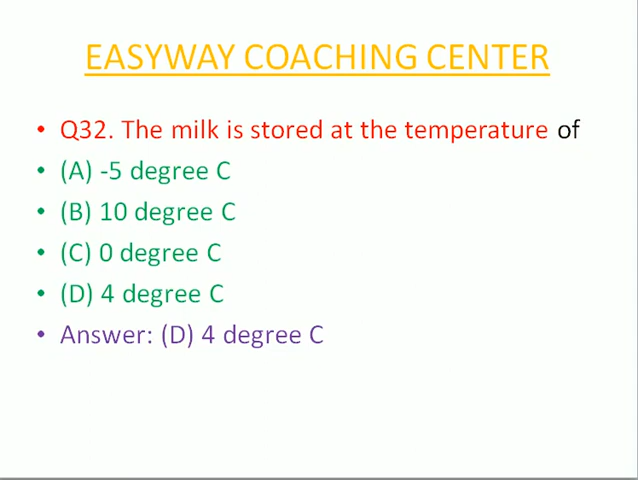 EASYWAY COACHING CENTER
• Q32. The milk is stored at the temperature of
• (A) -5 degree C
• (B) 10 degree C
• (C) 0 degree C
• (D) 4 degree C
• Answer: (D) 4 degree C